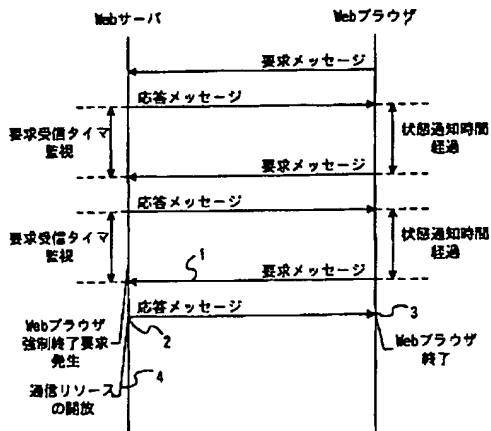 Webサーバ
Webブラウザ
要求メッセージ
応答メッセージ
要求受信タイマ
監視
状態通知時間
経過
要求メッセージ
応答メッセージ
要求受信タイマ
監視
状態通知時間
経過
1
要求メッセージ
応答メッセージ
3
Webブラウザ
強制終了要求
発生
2
Webブラウザ
終了
4
通信リソース
の開放